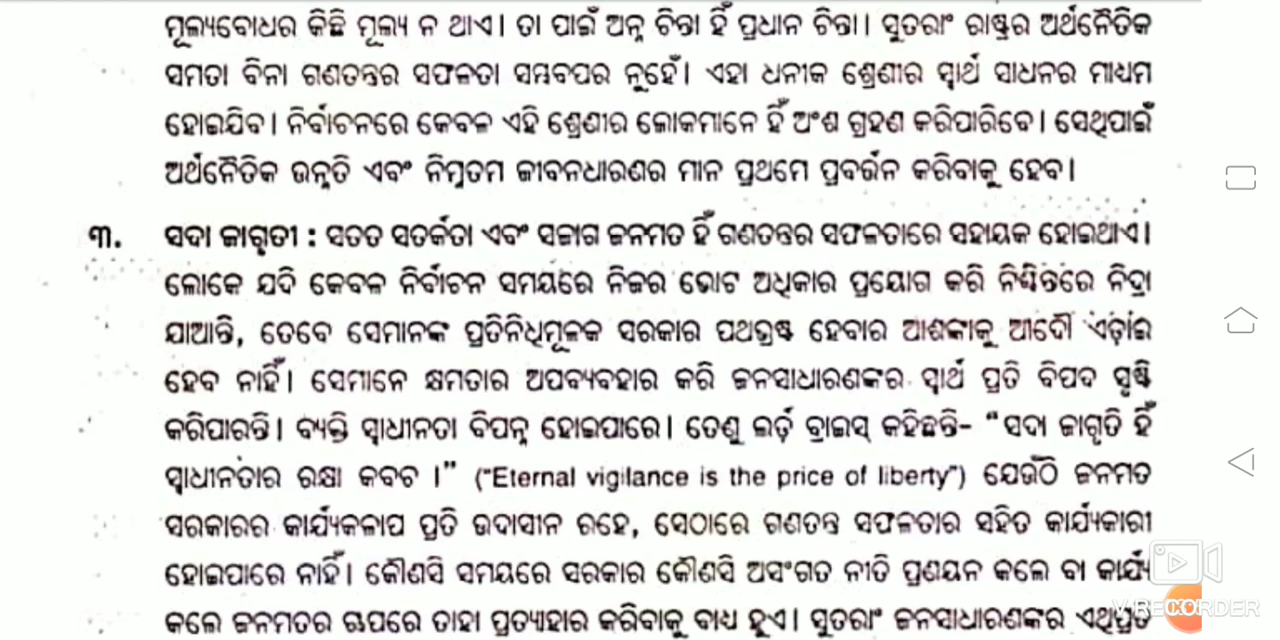 ମୂଲ୍ୟବୋଧର କିଛି ମୂଲ୍ୟ ନ ଥାଏ। ତା ପାଇଁ ଅନ୍ନ ଚିନ୍ତା ହିଁ ପ୍ରଧାନ ଚିନ୍ତା। ସୁତରାଂ ରାଷ୍ଟ୍ରର ଅର୍ଥନୈତିକ
ସମତା ବିନା ଗଣତନ୍ତ୍ରର ସଫଳତା ସମ୍ଭବପର ନୁହେଁ। ଏହା ଧନୀକ ଶ୍ରେଣୀର ସ୍ୱାର୍ଥ ସାଧନର ମାଧ୍ୟମ
ହୋଇଯିବ। ନିର୍ବାଚନରେ କେବଳ ଏହି ଶ୍ରେଣୀର ଲୋକମାନେ ହିଁ ଅଂଶ ଗ୍ରହଣ କରିପାରିବେ। ସେଥିପାଇଁ
ଅର୍ଥନୈତିକ ଉନ୍ନତି ଏବଂ ନିମ୍ନତମ ଜୀବନଧାରଣର ମାନ ପ୍ରଥମେ ପ୍ରବର୍ତ୍ତନ କରିବାକୁ ହେବ।
୩. ସଦା ଜାଗୃତୀ : ସତତ ସତର୍କତା ଏବଂ ସଜାଗ ଜନମତ ହିଁ ଗଣତନ୍ତ୍ରର ସଫଳତାରେ ସହାୟକ ହୋଇଥାଏ।
ଲୋକେ ଯଦି କେବଳ ନିର୍ବାଚନ ସମୟରେ ନିଜର ଭୋଟ ଅଧିକାର ପ୍ରୟୋଗ କରି ନିଶ୍ଚିନ୍ତରେ ନିଦ୍ରା
ଯାଆନ୍ତି, ତେବେ ସେମାନଙ୍କ ପ୍ରତିନିଧିମୂଳକ ସରକାର ପଥଭ୍ରଷ୍ଟ ହେବାର ଆଶଙ୍କାକୁ ଆଦୌ ଏଡ଼ାଇ
ହେବ ନାହିଁ। ସେମାନେ କ୍ଷମତାର ଅପବ୍ୟବହାର କରି ଜନସାଧାରଣଙ୍କର ସ୍ୱାର୍ଥ ପ୍ରତି ବିପଦ ସୃଷ୍ଟି
କରିପାରନ୍ତି। ବ୍ୟକ୍ତି ସ୍ୱାଧୀନତା ବିପନ୍ନ ହୋଇପାରେ। ତେଣୁ ଲର୍ଡ଼ ବ୍ରାଇସ୍ କହିଛନ୍ତି- “ସଦା ଜାଗୃତି ହିଁ
ସ୍ୱାଧୀନତାର ରକ୍ଷା କବଚ ।” (“Eternal vigilance is the price of liberty”) ଯେଉଁଠି ଜନମତ
ସରକାରର କାର୍ଯ୍ୟକଳାପ ପ୍ରତି ଉଦାସୀନ ରହେ, ସେଠାରେ ଗଣତନ୍ତ୍ର ସଫଳତାର ସହିତ କାର୍ଯ୍ୟକାରୀ
ହୋଇପାରେ ନାହିଁ। କୌଣସି ସମୟରେ ସରକାର କୌଣସି ଅସଂଗତ ନୀତି ପ୍ରଣୟନ କଲେ ବା କାର୍ଯ୍ୟ
କଲେ ଜନମତର ଚାପରେ ତାହା ପ୍ରତ୍ୟାହାର କରିବାକୁ ବାଧ୍ୟ ହୁଏ। ସୁତରାଂ ଜନସାଧାରଣଙ୍କର ଏଥିପ୍ରତି
V RECORDER